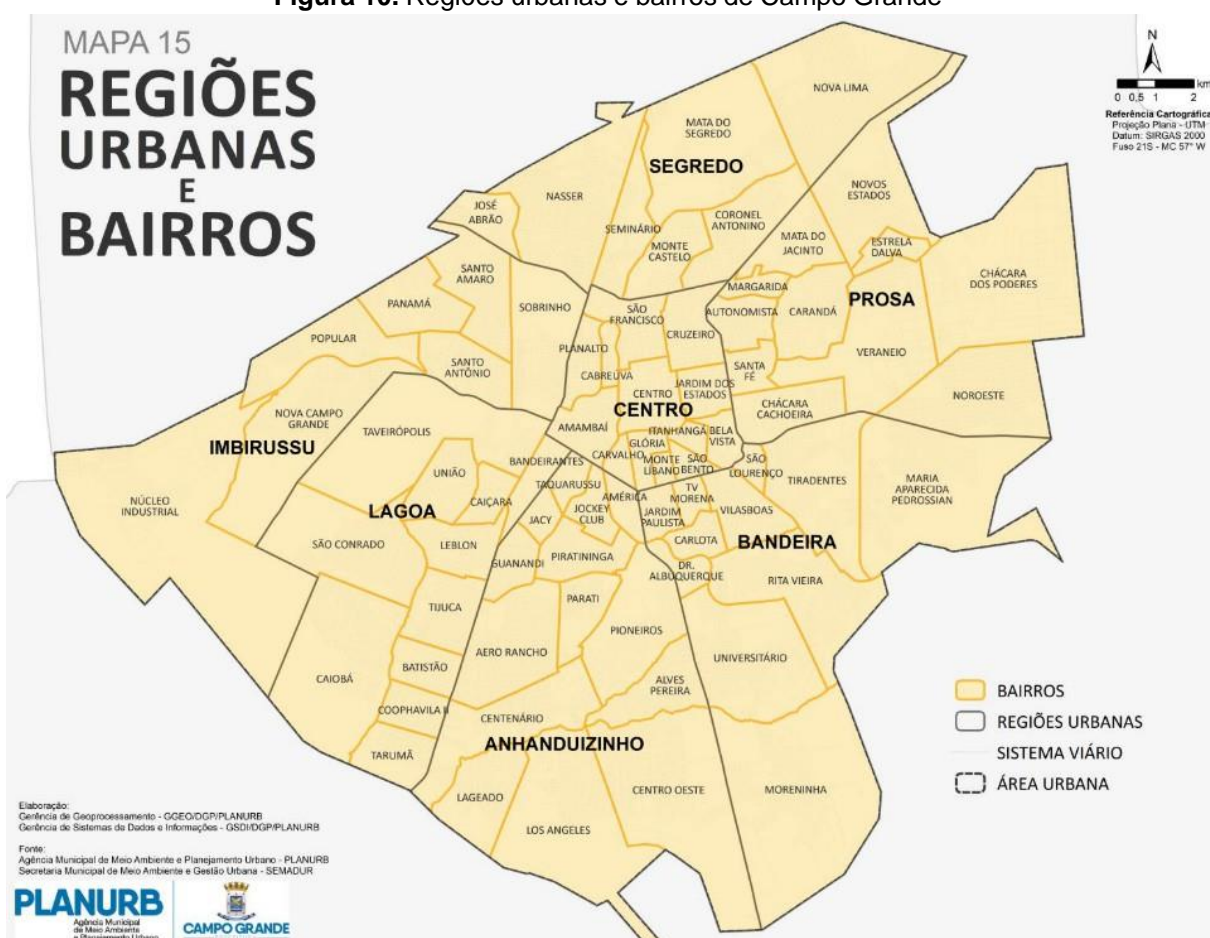 Figura 10. Regiões urbanas e bairros de Campo Grande
MAPA 15
REGIÕES
URBANAS
E
BAIRROS
N
km
0 0,5 1 2
Referência Cartográfica
Projeção Plana - UTM
Datum: SIRGAS 2000
Fuso 21S - MC 57° W
NOVA LIMA
MATA DO
SEGREDO
SEGREDO
NASSER
JOSÉ
ABRÃO
NOVOS
ESTADOS
SEMINÁRIO
CORONEL
ANTONINO
MONTE
CASTELO
MATA DO
JACINTO
ESTRELA
DALVA
SANTO
AMARO
CHÁCARA
DOS PODERES
PANAMÁ
SOBRINHO
SÃO
FRANCISCO
MARGARIDA
PROSA
AUTONOMISTA
CARANDÁ
POPULAR
CRUZEIRO
PLANALTO
VERANEIO
SANTO
ANTÔNIO
CABREÚVA
SANTA
FÉ
CENTRO
JARDIM DOS
ESTADOS
NOROESTE
CHÁCARA
CACHOEIRA
CENTRO
NOVA CAMPO
GRANDE
IMBIRUSSU
TAVEIRÓPOLIS
AMAMBAÍ
ITANHANGÁ
BELA
VISTA
GLÓRIA
CARVALHO
MONTE
LÍBANO
SÃO
BENTO
SÃO
LOURENÇO
BANDEIRANTES
UNIÃO
TAQUARUSSU
TIRADENTES
MARIA
APARECIDA
PEDROSSIAN
NÚCLEO
INDUSTRIAL
LAGOA
CAIÇARA
AMÉRICA
TV
MORENA
JACY
JOCKEY
CLUB
JARDIM
PAULISTA
VILASBOAS
SÃO CONRADO
LEBLON
CARLOTA
BANDEIRA
GUANANDI
PIRATININGA
DR.
ALBUQUERQUE
RITA VIEIRA
TIJUCA
PARATI
PIONEIROS
AERO RANCHO
UNIVERSITÁRIO
BATISTÃO
CAIOBÁ
ALVES
PEREIRA
COOPHAVILA II
CENTENÁRIO
ANHANDUIZINHO
TARUMÃ
LAGEADO
CENTRO OESTE
MORENINHA
LOS ANGELES
BAIRROS
REGIÕES URBANAS
SISTEMA VIÁRIO
ÁREA URBANA
Elaboração:
Gerência de Geoprocessamento - GGEO/DGP/PLANURB
Gerência de Sistemas de Dados e Informações - GSDI/DGP/PLANURB
Fonte:
Agência Municipal de Meio Ambiente e Planejamento Urbano - PLANURB
Secretaria Municipal de Meio Ambiente e Gestão Urbana - SEMADUR
PLANURB
Agência Municipal
de Meio Ambiente
e Planejamento Urbano
CAMPO GRANDE